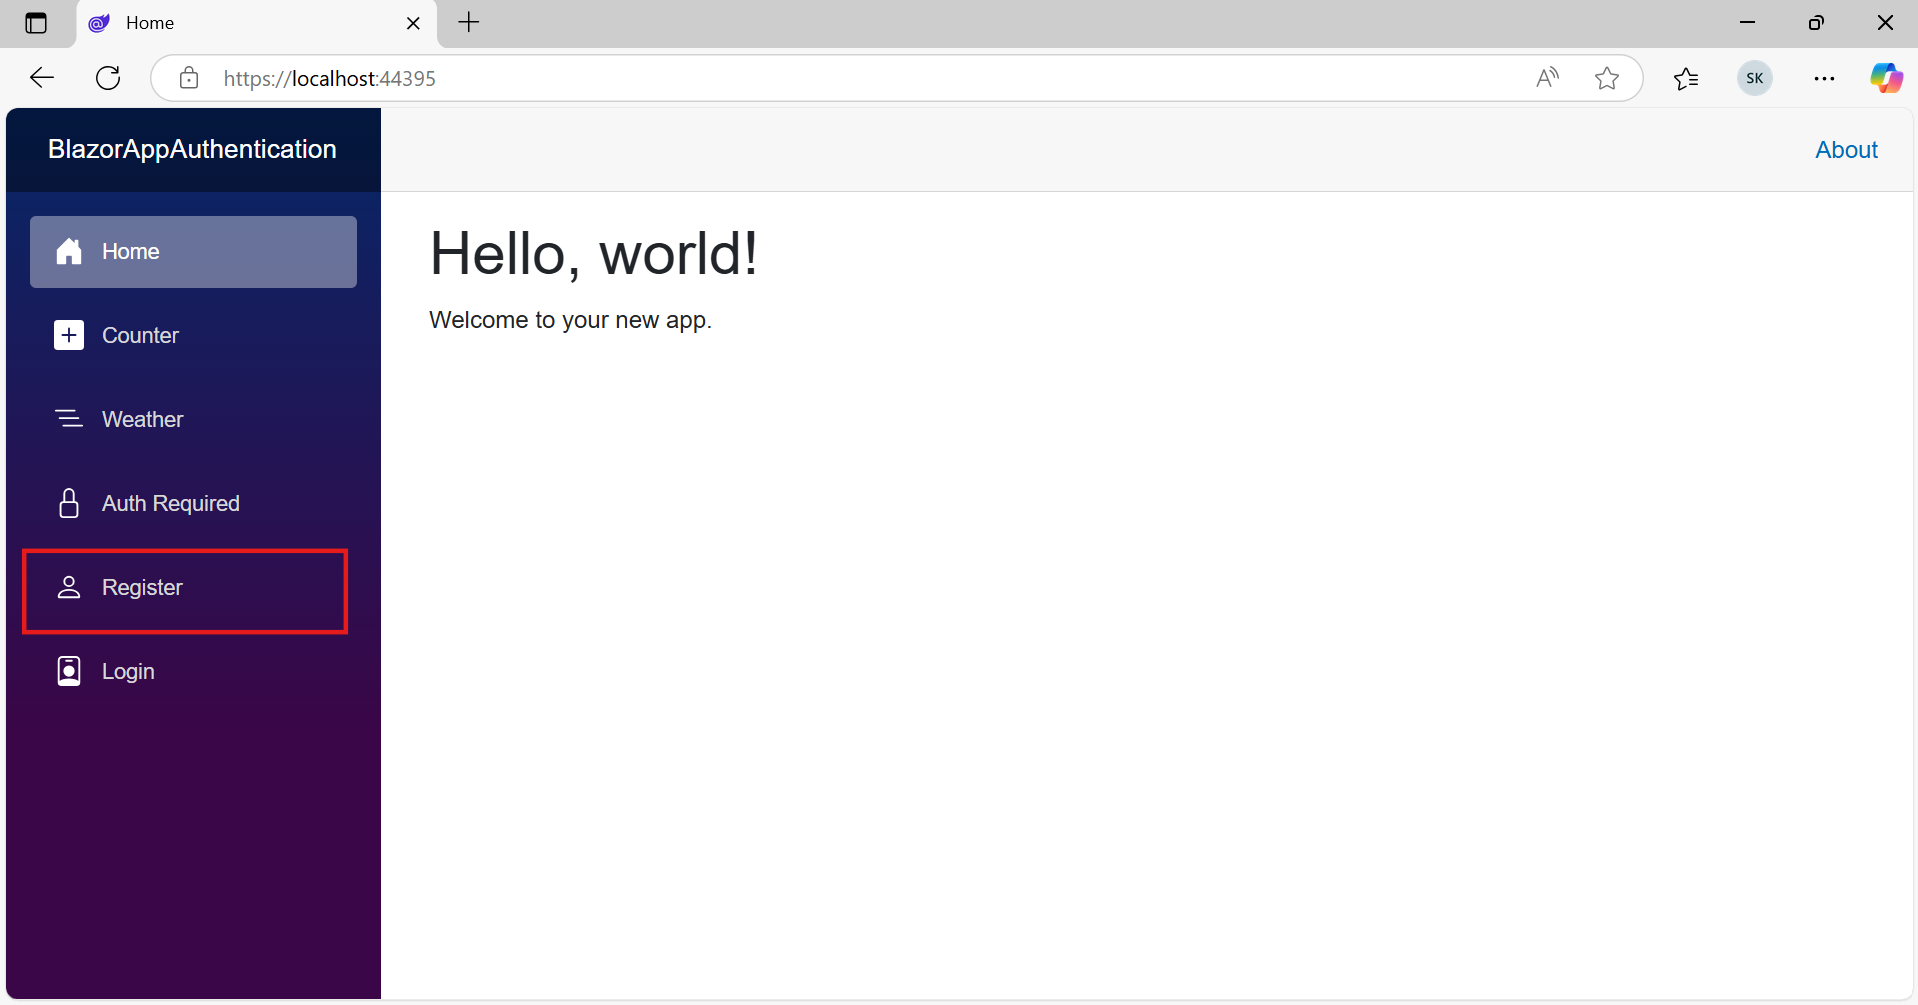 Home
https://localhost:44395
SK
BlazorAppAuthentication
About
Home
Counter
Weather
Auth Required
Register
Login
Hello, world!
Welcome to your new app.